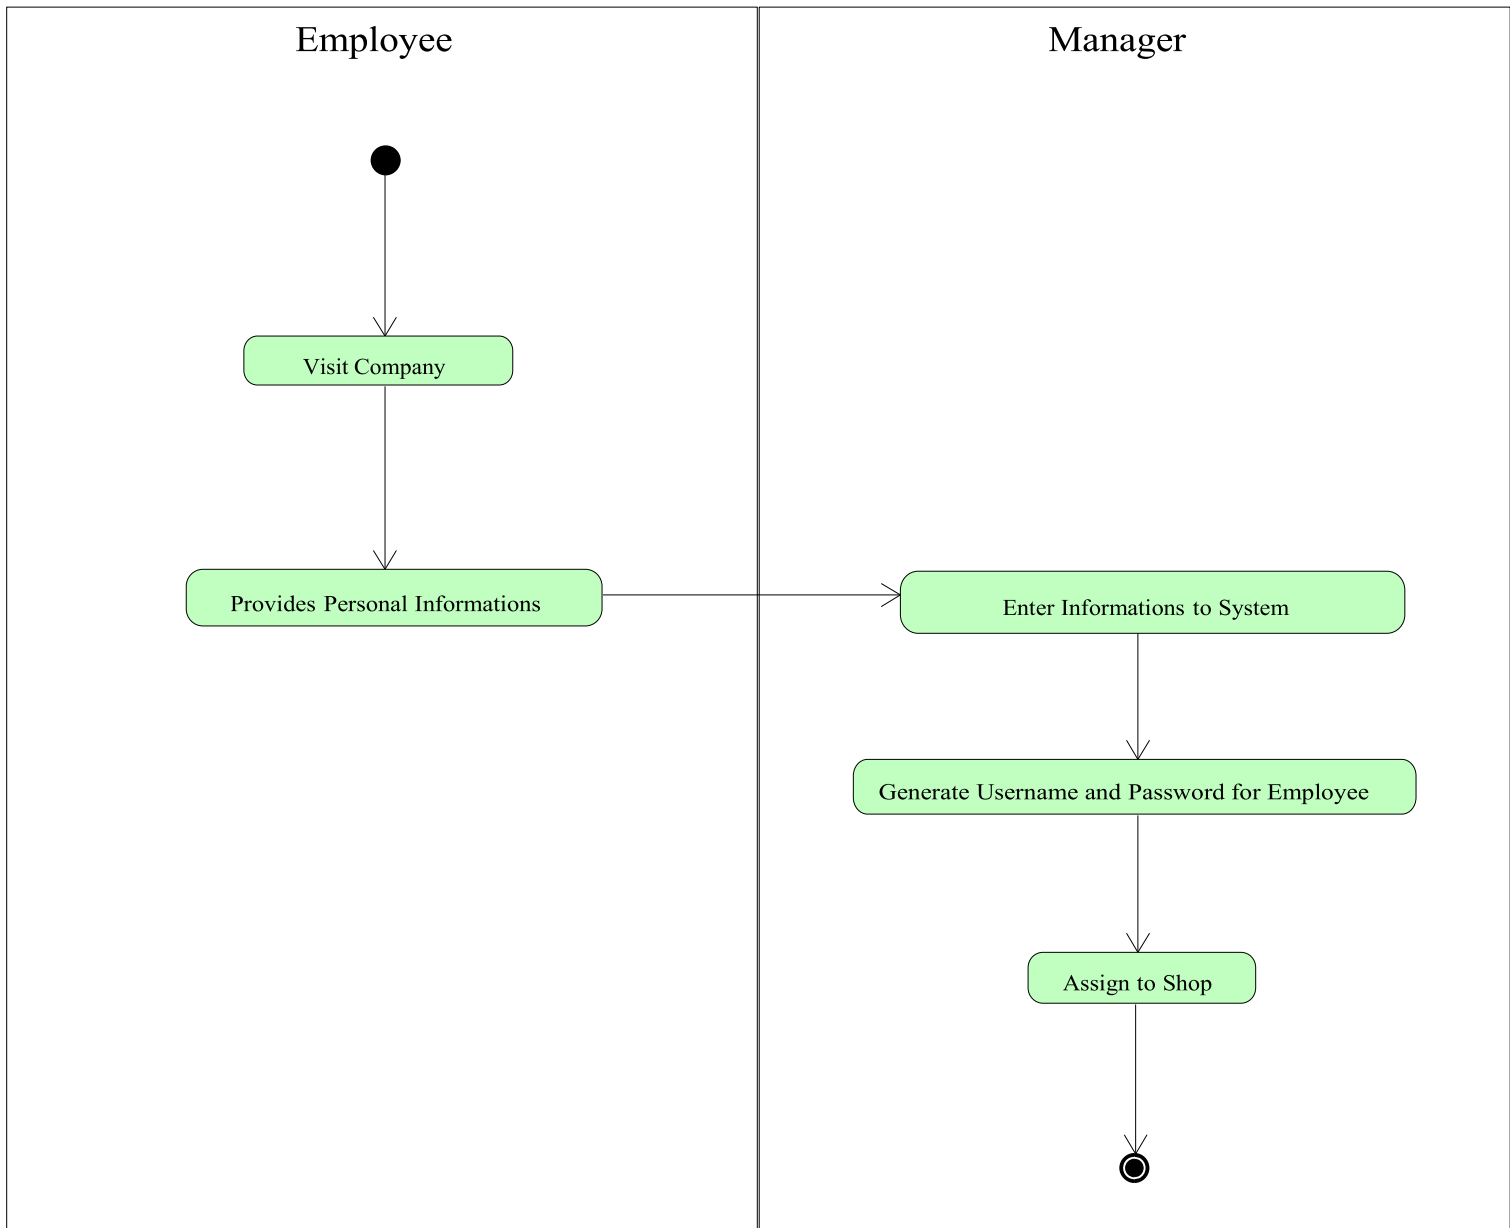 Employee
Manager
Visit Company
Provides Personal Informations
Enter Informations to System
Generate Username and Password for Employee
Assign to Shop